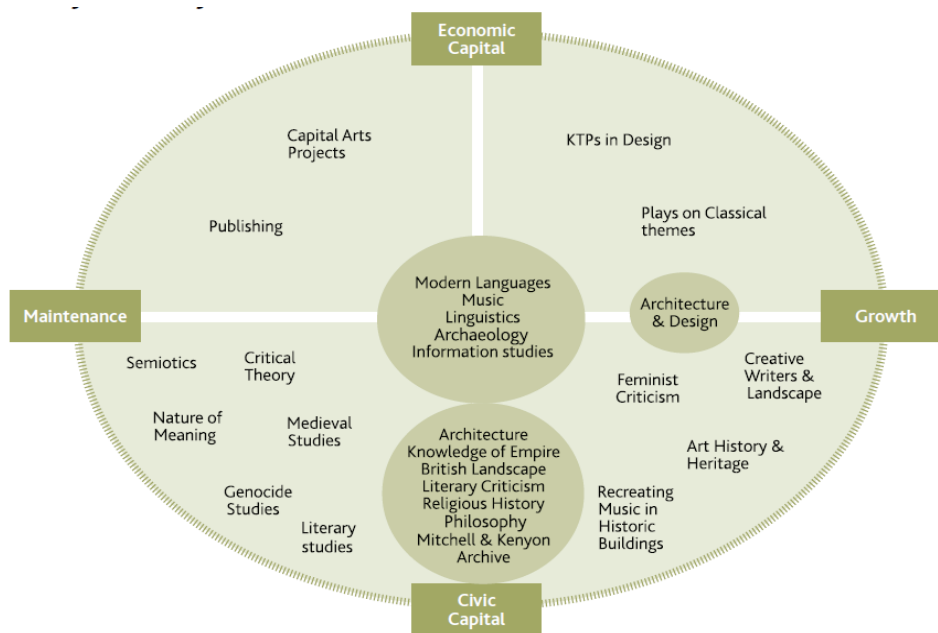 Economic
Capital
Capital Arts
Projects
KTPs in Design
Publishing
Plays on Classical
themes
Modern Languages
Music
Linguistics
Archaeology
Information studies
Architecture
& Design
Maintenance
Growth
Semiotics
Critical
Theory
Nature of
Meaning
Medieval
Studies
Genocide
Studies
Literary
studies
Architecture
Knowledge of Empire
British Landscape
Literary Criticism
Religious History
Philosophy
Mitchell & Kenyon
Archive
Feminist
Criticism
Creative
Writers &
Landscape
Art History &
Heritage
Recreating
Music in
Historic
Buildings
Civic
Capital